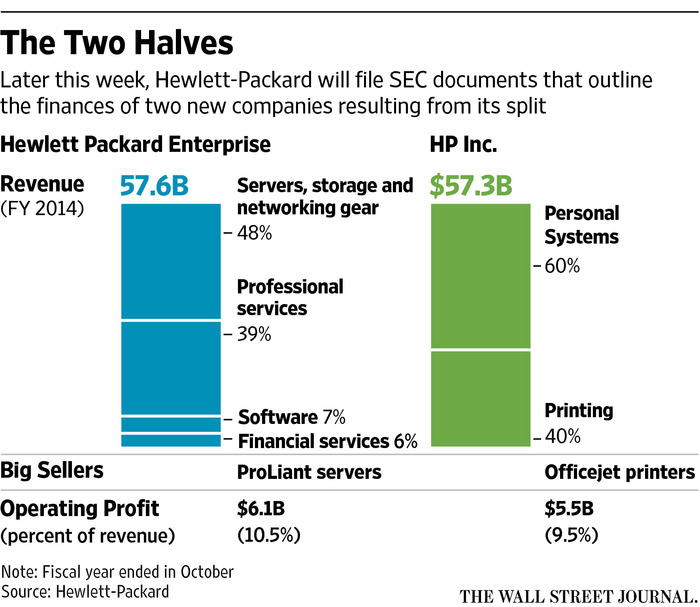 The Two Halves
Later this week, Hewlett-Packard will file SEC documents that outline
the finances of two new companies resulting from its split
Hewlett Packard Enterprise
HP Inc.
Revenue
(FY 2014)
57.6B
Servers, storage and
networking gear
– 48%
Professional
services
– 39%
Software 7%
Financial services 6%
$57.3B
Personal
Systems
– 60%
Printing
– 40%
Big Sellers ProLiant servers Officejet printers
Operating Profit $6.1B $5.5B
(percent of revenue) (10.5%) (9.5%)
Note: Fiscal year ended in October
Source: Hewlett-Packard
THE WALL STREET JOURNAL.